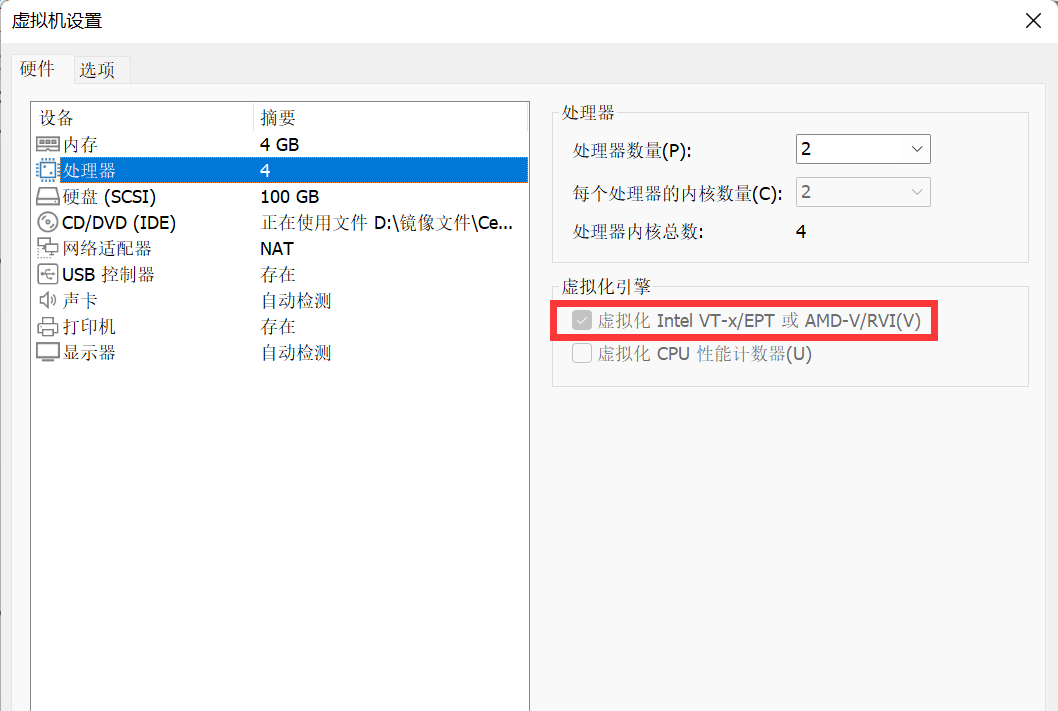 虚拟机设置
硬件 选项
设备 摘要
内存 4 GB
处理器 4
硬盘 (SCSI) 100 GB
CD/DVD (IDE) 正在使用文件 D:\镜像文件\Ce...
网络适配器 NAT
USB 控制器 存在
声卡 自动检测
打印机 存在
显示器 自动检测
处理器
处理器数量(P): 2
每个处理器的内核数量(C): 2
处理器内核总数: 4
虚拟化引擎
虚拟化 Intel VT-x/EPT 或 AMD-V/RVI(V)
虚拟化 CPU 性能计数器(U)